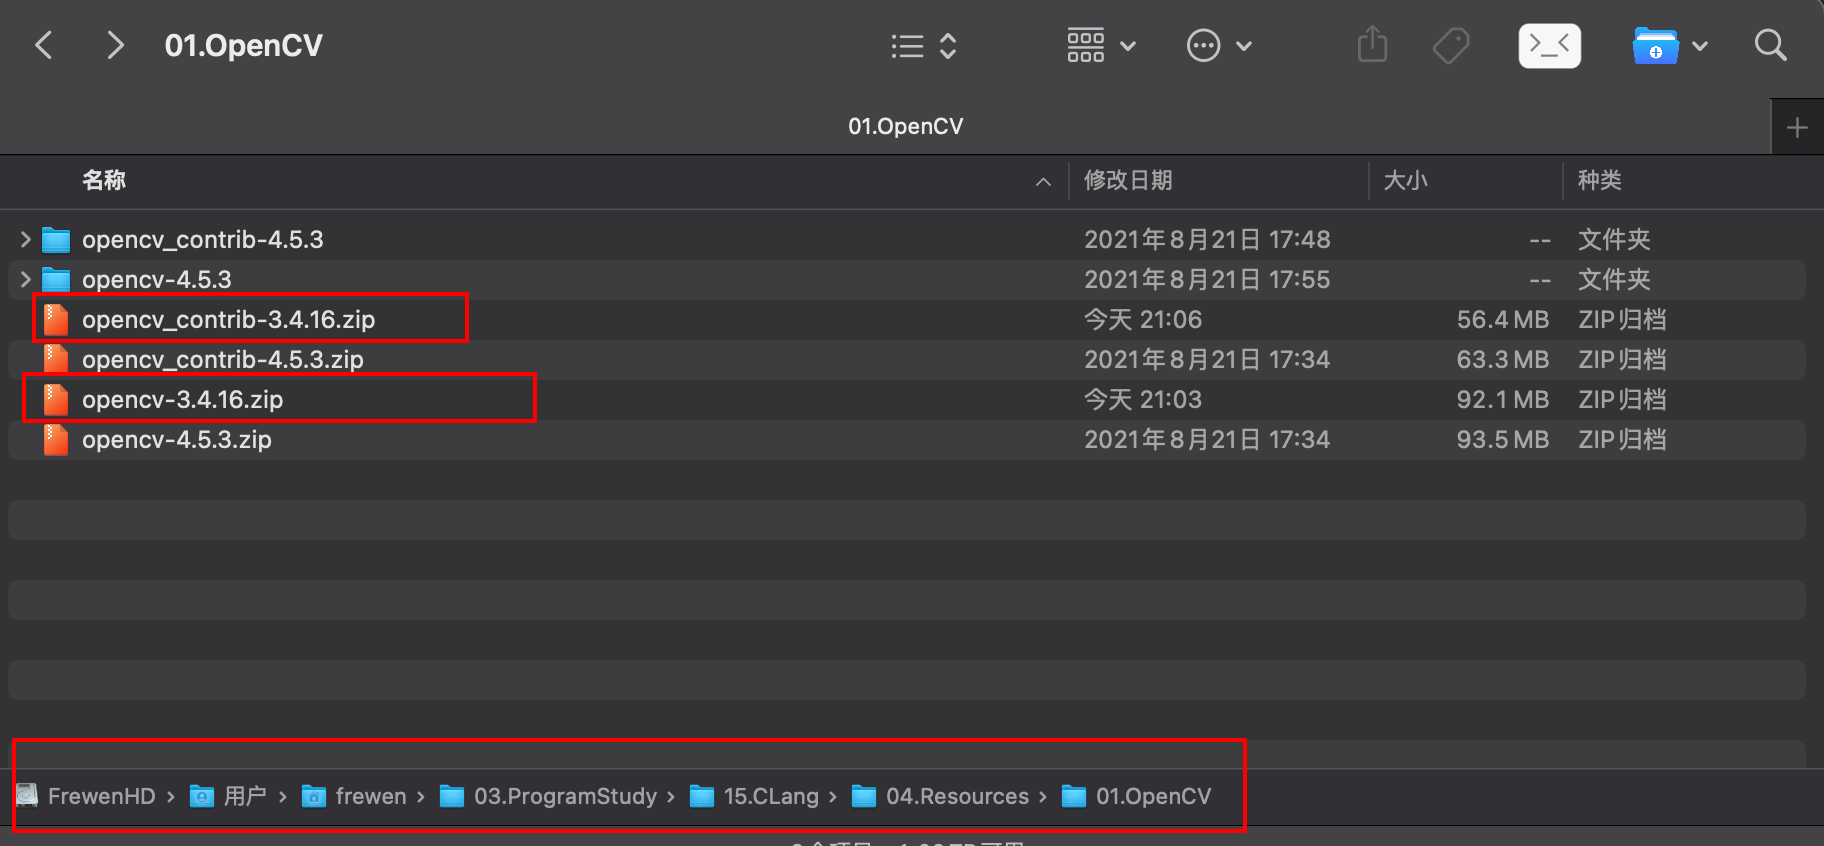 01.OpenCV
01.OpenCV
名称 修改日期 大小 种类
opencv_contrib-4.5.3 2021年8月21日 17:48 -- 文件夹
opencv-4.5.3 2021年8月21日 17:55 -- 文件夹
opencv_contrib-3.4.16.zip 今天 21:06 56.4 MB ZIP归档
opencv_contrib-4.5.3.zip 2021年8月21日 17:34 63.3 MB ZIP归档
opencv-3.4.16.zip 今天 21:03 92.1 MB ZIP归档
opencv-4.5.3.zip 2021年8月21日 17:34 93.5 MB ZIP归档
FrewenHD › 用户 › frewen › 03.ProgramStudy › 15.CLang › 04.Resources › 01.OpenCV